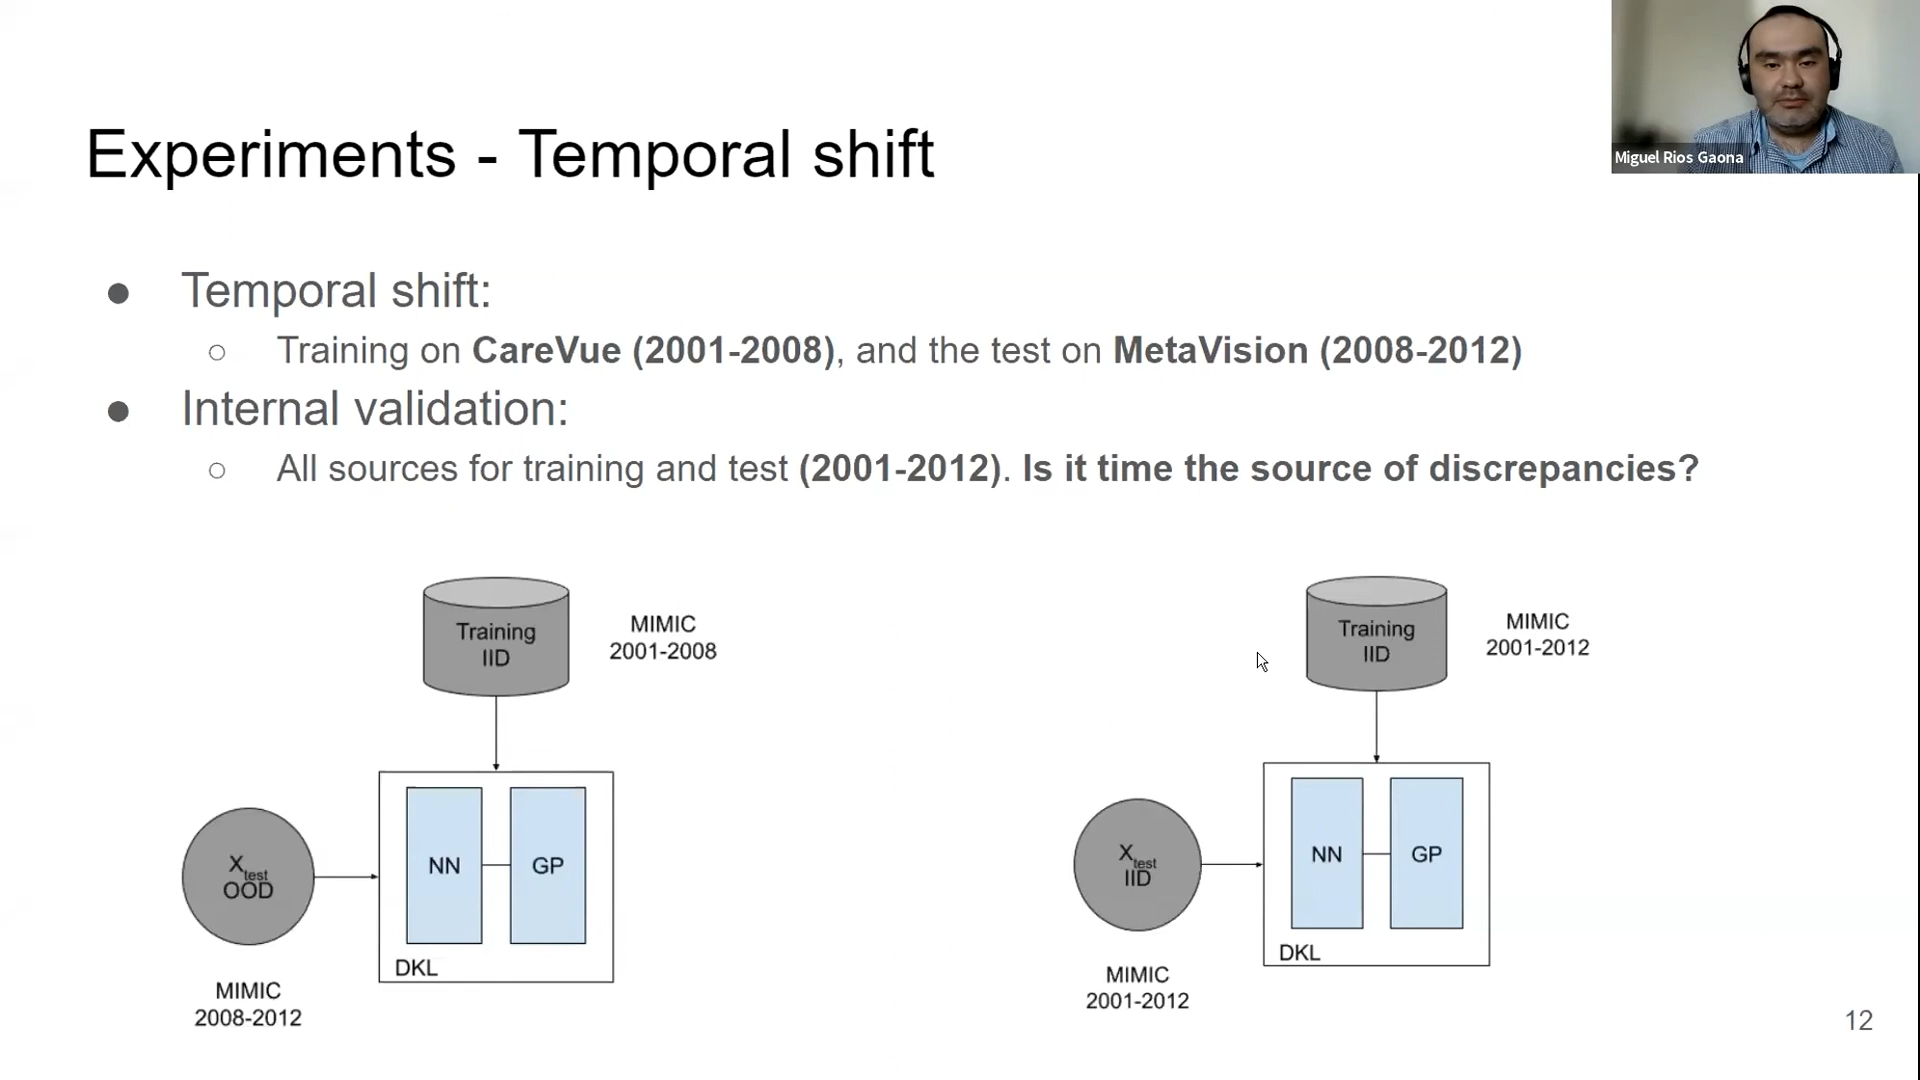 Miguel Rios Gaona
Experiments - Temporal shift
● Temporal shift:
○ Training on CareVue (2001-2008), and the test on MetaVision (2008-2012)
● Internal validation:
○ All sources for training and test (2001-2012). Is it time the source of discrepancies?
Training
IID
MIMIC
2001-2008
NN
GP
DKL
Xtest
OOD
MIMIC
2008-2012
Training
IID
MIMIC
2001-2012
NN
GP
DKL
Xtest
IID
MIMIC
2001-2012
12